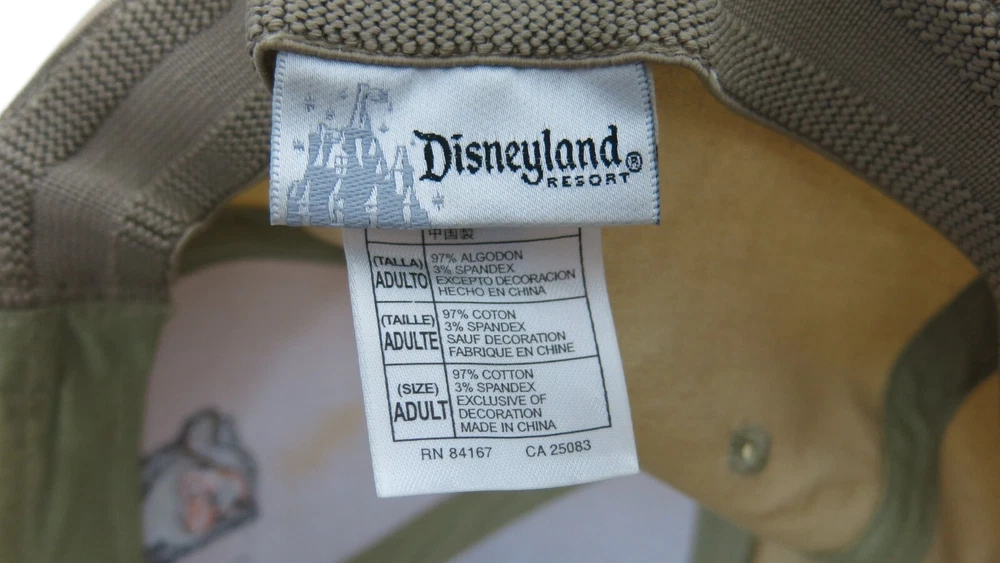 Disneyland®
RESORT
中国製
(TALLA)
ADULTO
97% ALGODON
3% SPANDEX
EXCEPTO DECORACION
HECHO EN CHINA
(TAILLE)
ADULTE
97% COTON
3% SPANDEX
SAUF DECORATION
FABRIQUE EN CHINE
(SIZE)
ADULT
97% COTTON
3% SPANDEX
EXCLUSIVE OF
DECORATION
MADE IN CHINA
RN 84167 CA 25083